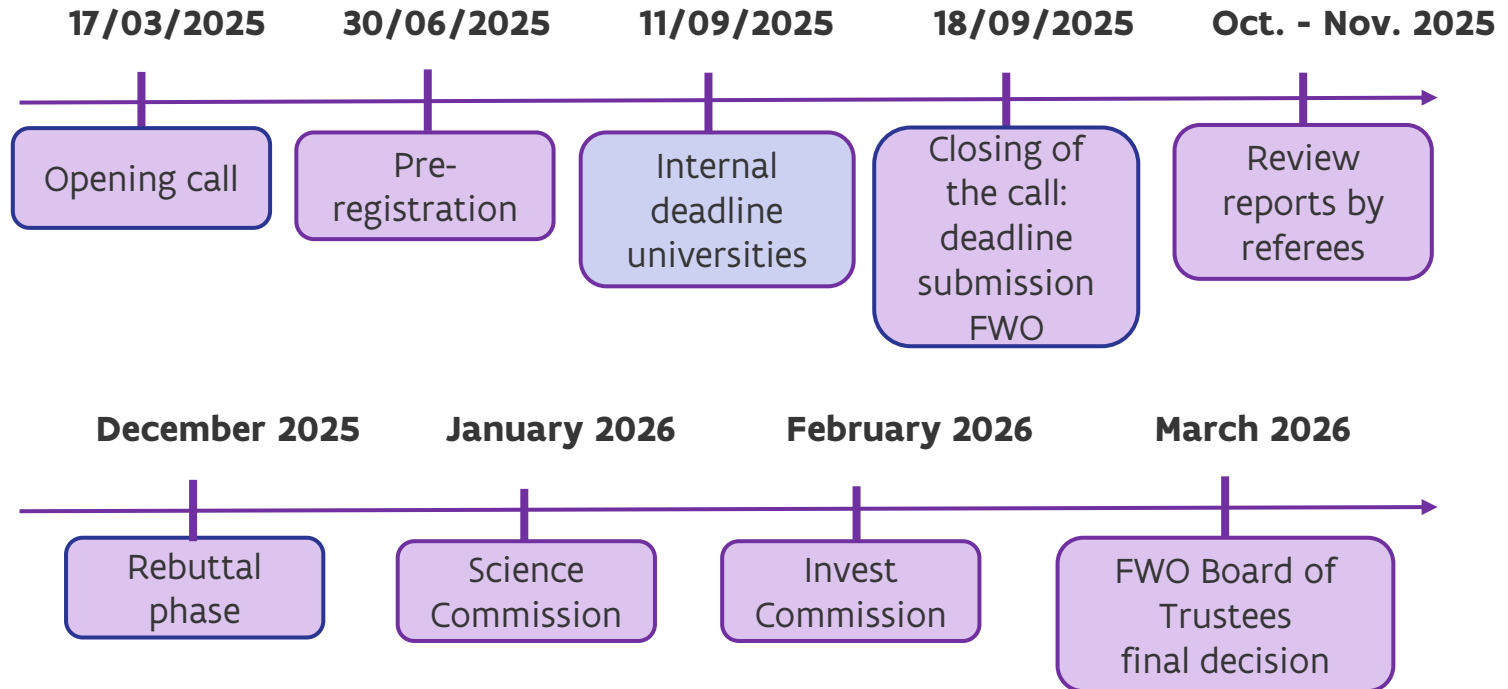 17/03/2025 30/06/2025 11/09/2025 18/09/2025 Oct. - Nov. 2025
Opening call
Pre-
registration
Internal
deadline
universities
Closing of
the call:
deadline
submission
FWO
Review
reports by
referees
December 2025 January 2026 February 2026 March 2026
Rebuttal
phase
Science
Commission
Invest
Commission
FWO Board of
Trustees
final decision